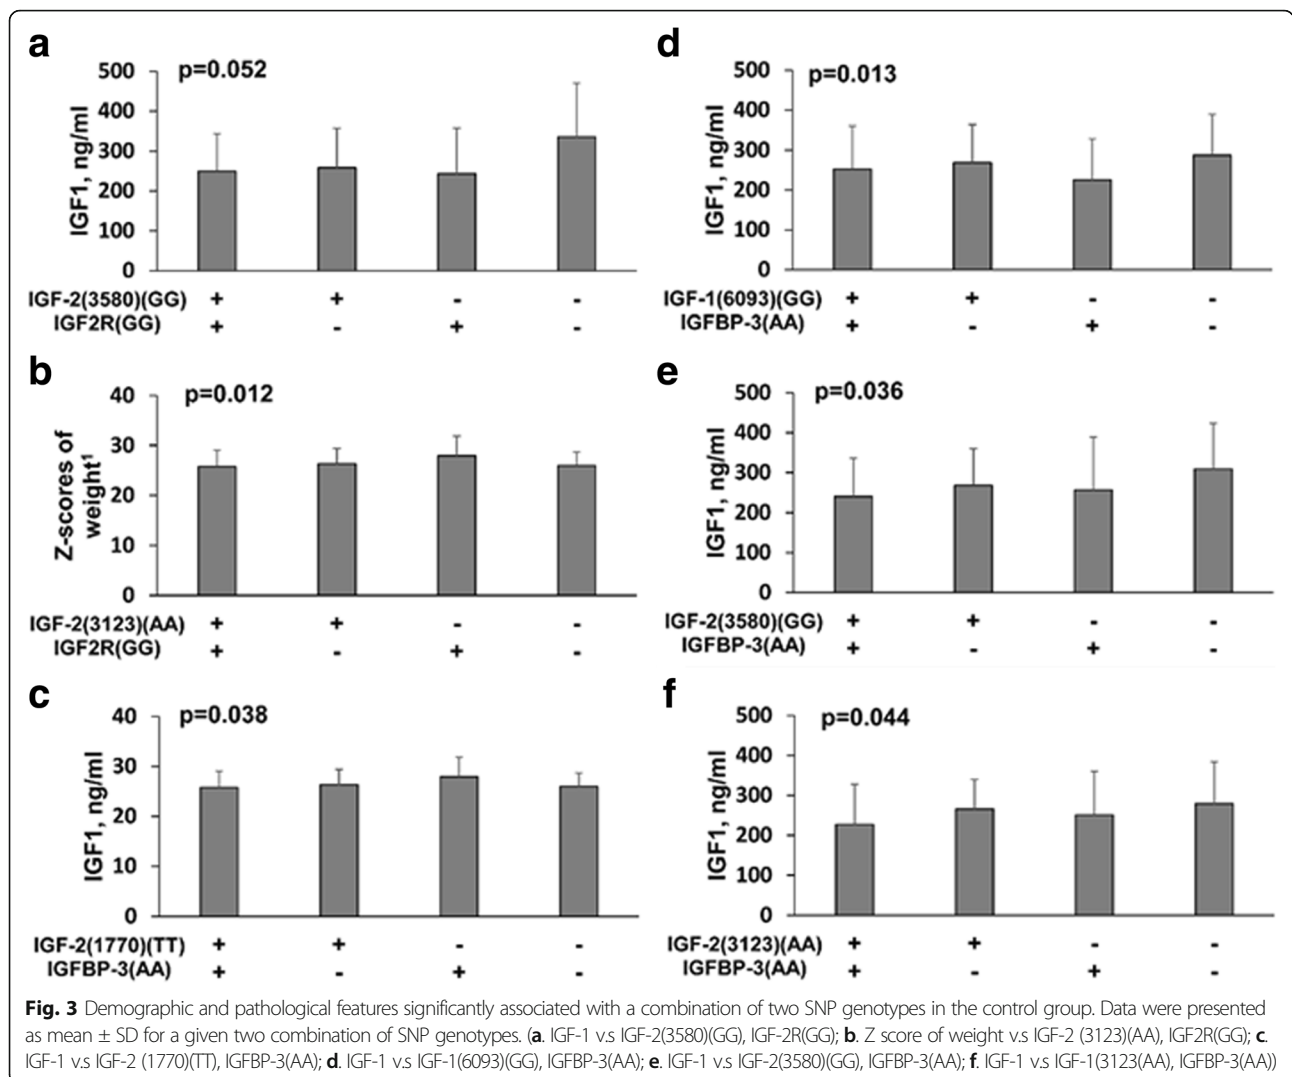 a
p=0.052
IGF1, ng/ml
500
400
300
200
100
0
IGF-2(3580)(GG) + + - -
IGF2R(GG) + - + -
b
p=0.012
Z-scores of
weight¹
40
30
20
10
0
IGF-2(3123)(AA) + + - -
IGF2R(GG) + - + -
c
p=0.038
IGF1, ng/ml
40
30
20
10
0
IGF-2(1770)(TT) + + - -
IGFBP-3(AA) + - + -
d
p=0.013
IGF1, ng/ml
500
400
300
200
100
0
IGF-1(6093)(GG) + + - -
IGFBP-3(AA) + - + -
e
p=0.036
IGF1, ng/ml
500
400
300
200
100
0
IGF-2(3580)(GG) + + - -
IGFBP-3(AA) + - + -
f
p=0.044
IGF1, ng/ml
500
400
300
200
100
0
IGF-2(3123)(AA) + + - -
IGFBP-3(AA) + - + -
Fig. 3 Demographic and pathological features significantly associated with a combination of two SNP genotypes in the control group. Data were presented
as mean ± SD for a given two combination of SNP genotypes. (a. IGF-1 v.s IGF-2(3580)(GG), IGF-2R(GG); b. Z score of weight v.s IGF-2 (3123)(AA), IGF2R(GG); c.
IGF-1 v.s IGF-2 (1770)(TT), IGFBP-3(AA); d. IGF-1 v.s IGF-1(6093)(GG), IGFBP-3(AA); e. IGF-1 v.s IGF-2(3580)(GG), IGFBP-3(AA); f. IGF-1 v.s IGF-1(3123(AA), IGFBP-3(AA))